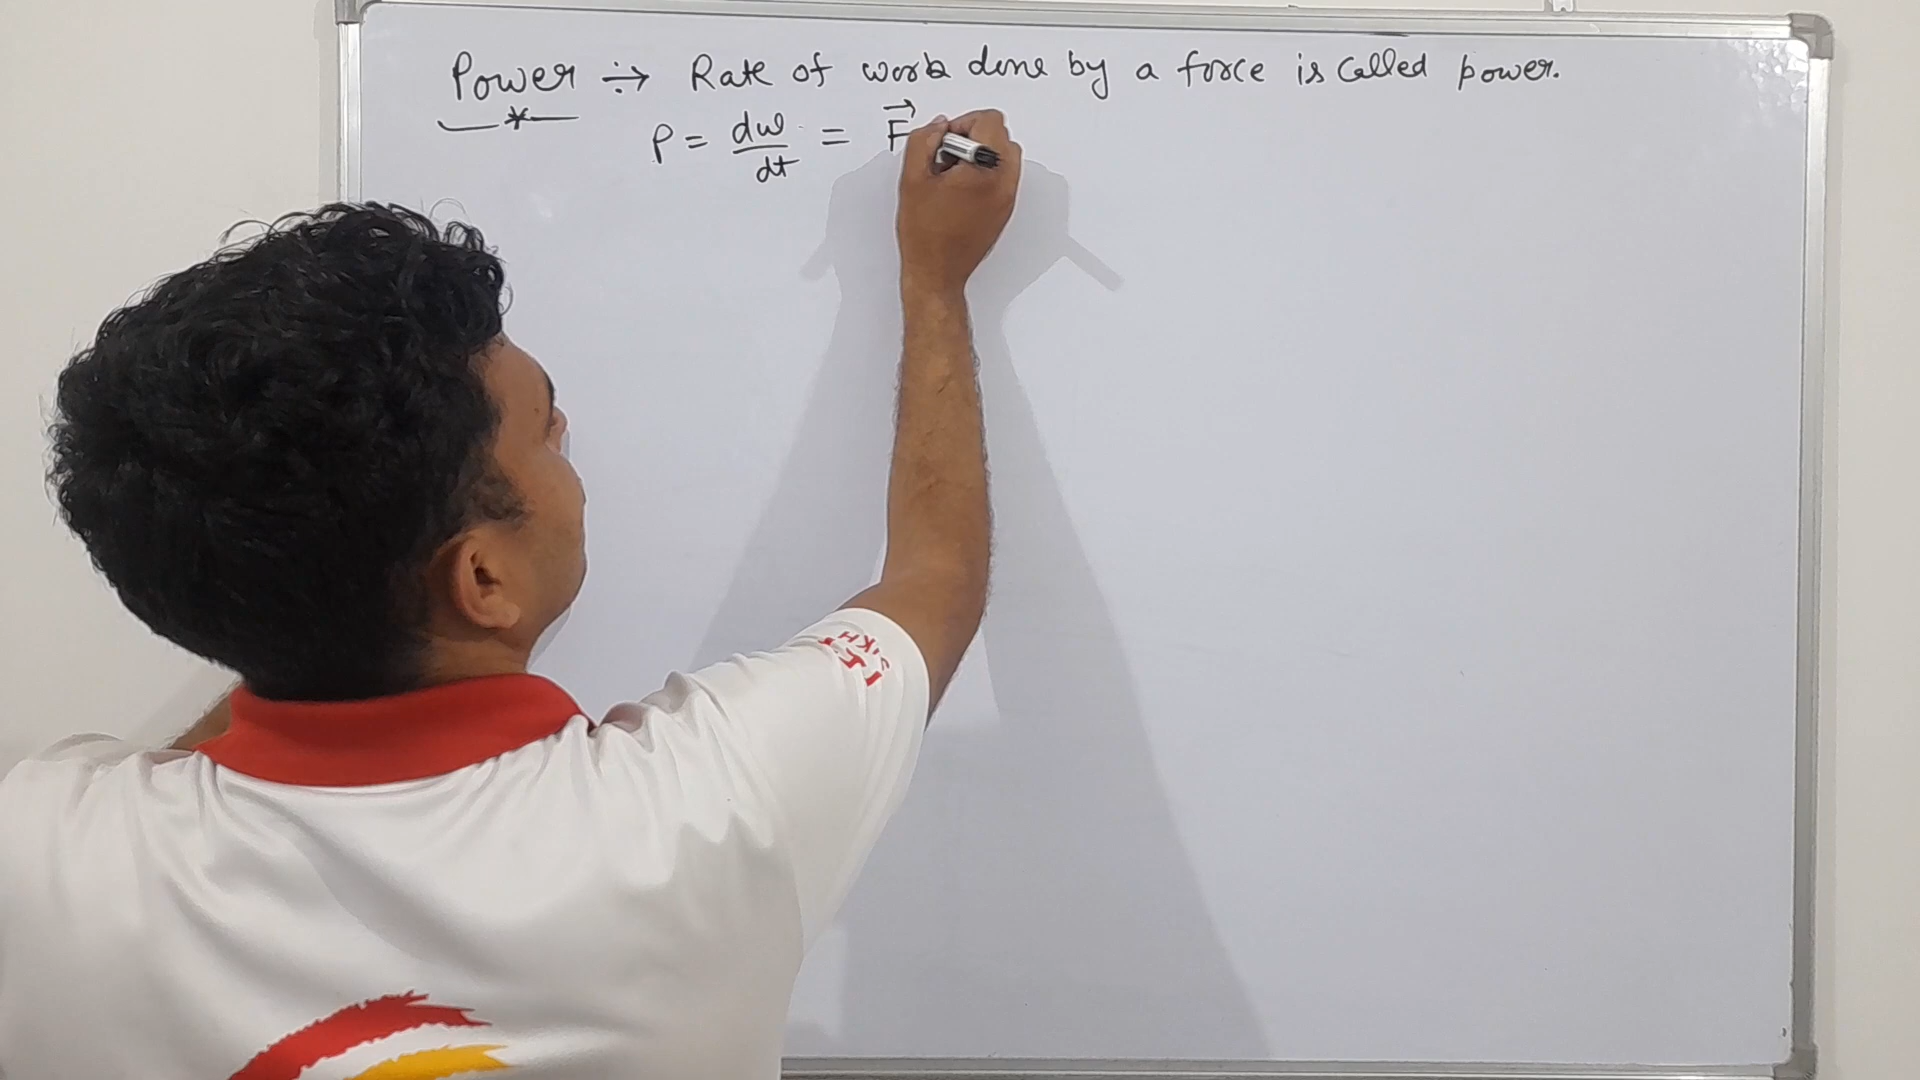 Power ÷→ Rate of work done by a force is Called power.
P = dw/dt = F⃗